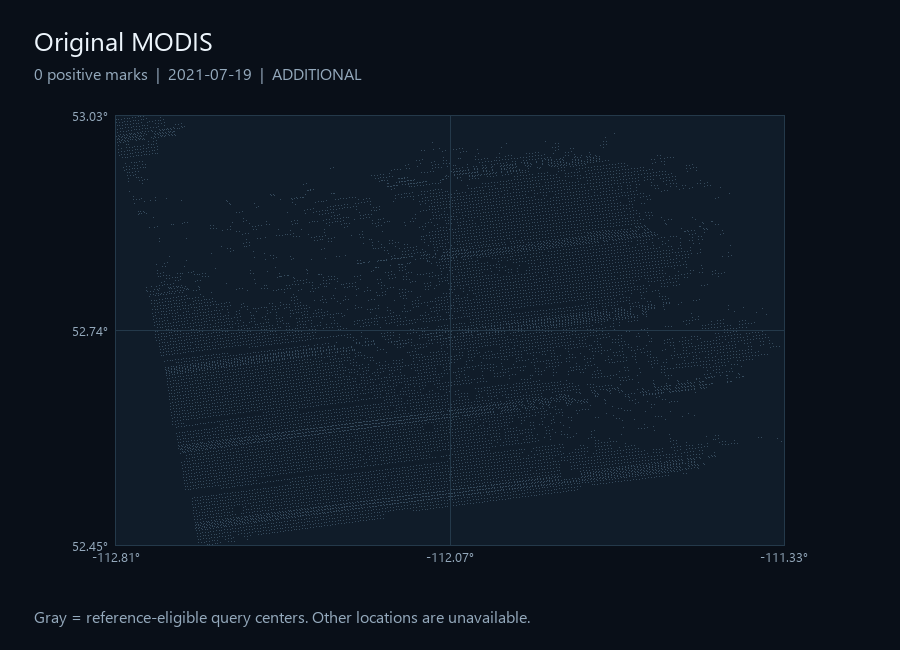 Original MODIS
0 positive marks | 2021-07-19 | ADDITIONAL
53.03°
52.74°
52.45°
-112.81°
-112.07°
-111.33°
Gray = reference-eligible query centers. Other locations are unavailable.